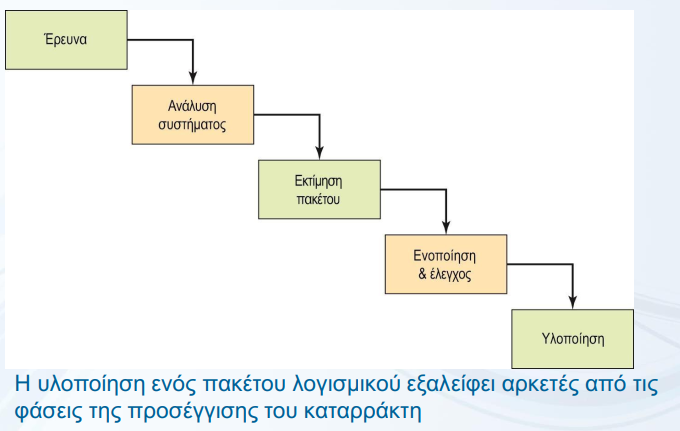 Έρευνα
Ανάλυση
συστήματος
Εκτίμηση
πακέτου
Ενοποίηση
& έλεγχος
Υλοποίηση
Η υλοποίηση ενός πακέτου λογισμικού εξαλείφει αρκετές από τις
φάσεις της προσέγγισης του καταρράκτη